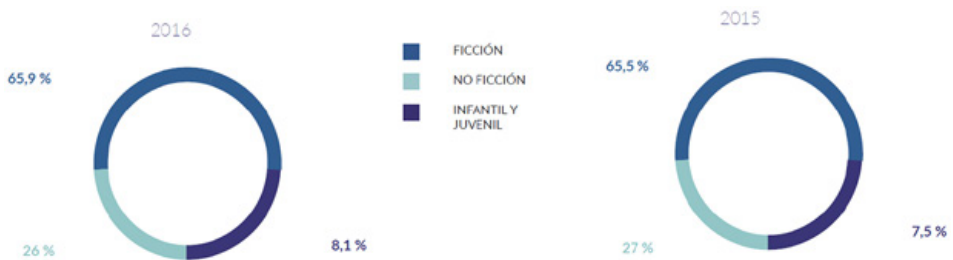 2016
65,9 %
26 %
8,1 %
FICCIÓN
NO FICCIÓN
INFANTIL Y
JUVENIL
2015
65,5 %
27 %
7,5 %